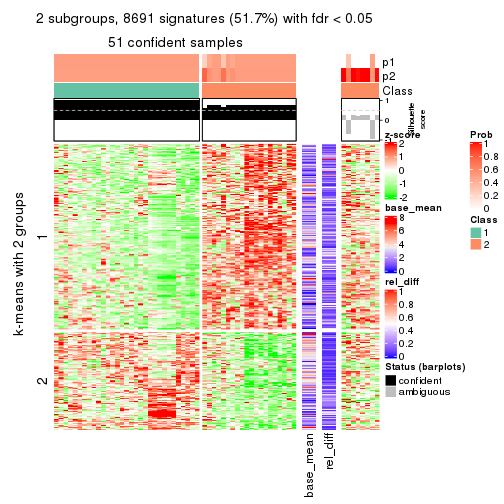 2 subgroups, 8691 signatures (51.7%) with fdr < 0.05
51 confident samples
p1
p2
Class
1
0
-1
Silhouette
score
k-means with 2 groups
1
2
base_mean
rel_diff
z-score
2
1
0
-1
-2
base_mean
8
6
4
2
0
rel_diff
1
0.8
0.6
0.4
0.2
0
Status (barplots)
confident
ambiguous
Prob
1
0.8
0.6
0.4
0.2
0
Class
1
2